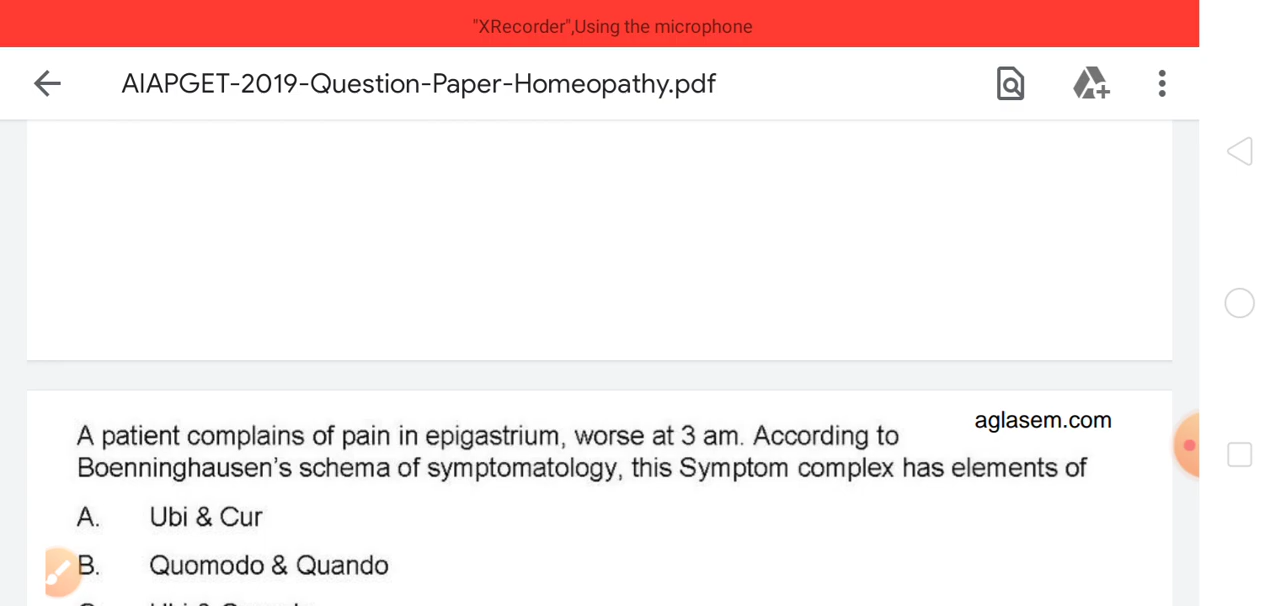 "XRecorder",Using the microphone
AIAPGET-2019-Question-Paper-Homeopathy.pdf
aglasem.com
A patient complains of pain in epigastrium, worse at 3 am. According to
Boenninghausen's schema of symptomatology, this Symptom complex has elements of
A. Ubi & Cur
B. Quomodo & Quando